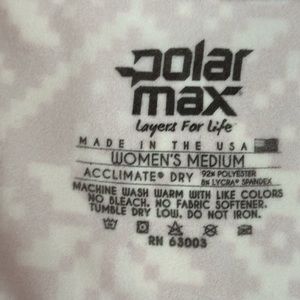 polar
max
Layers For Life
MADE IN THE USA
WOMEN'S MEDIUM
ACCLIMATE® DRY 92% POLYESTER
8% LYCRA® SPANDEX
MACHINE WASH WARM WITH LIKE COLORS
NO BLEACH. NO FABRIC SOFTENER.
TUMBLE DRY LOW. DO NOT IRON.
RN 63003